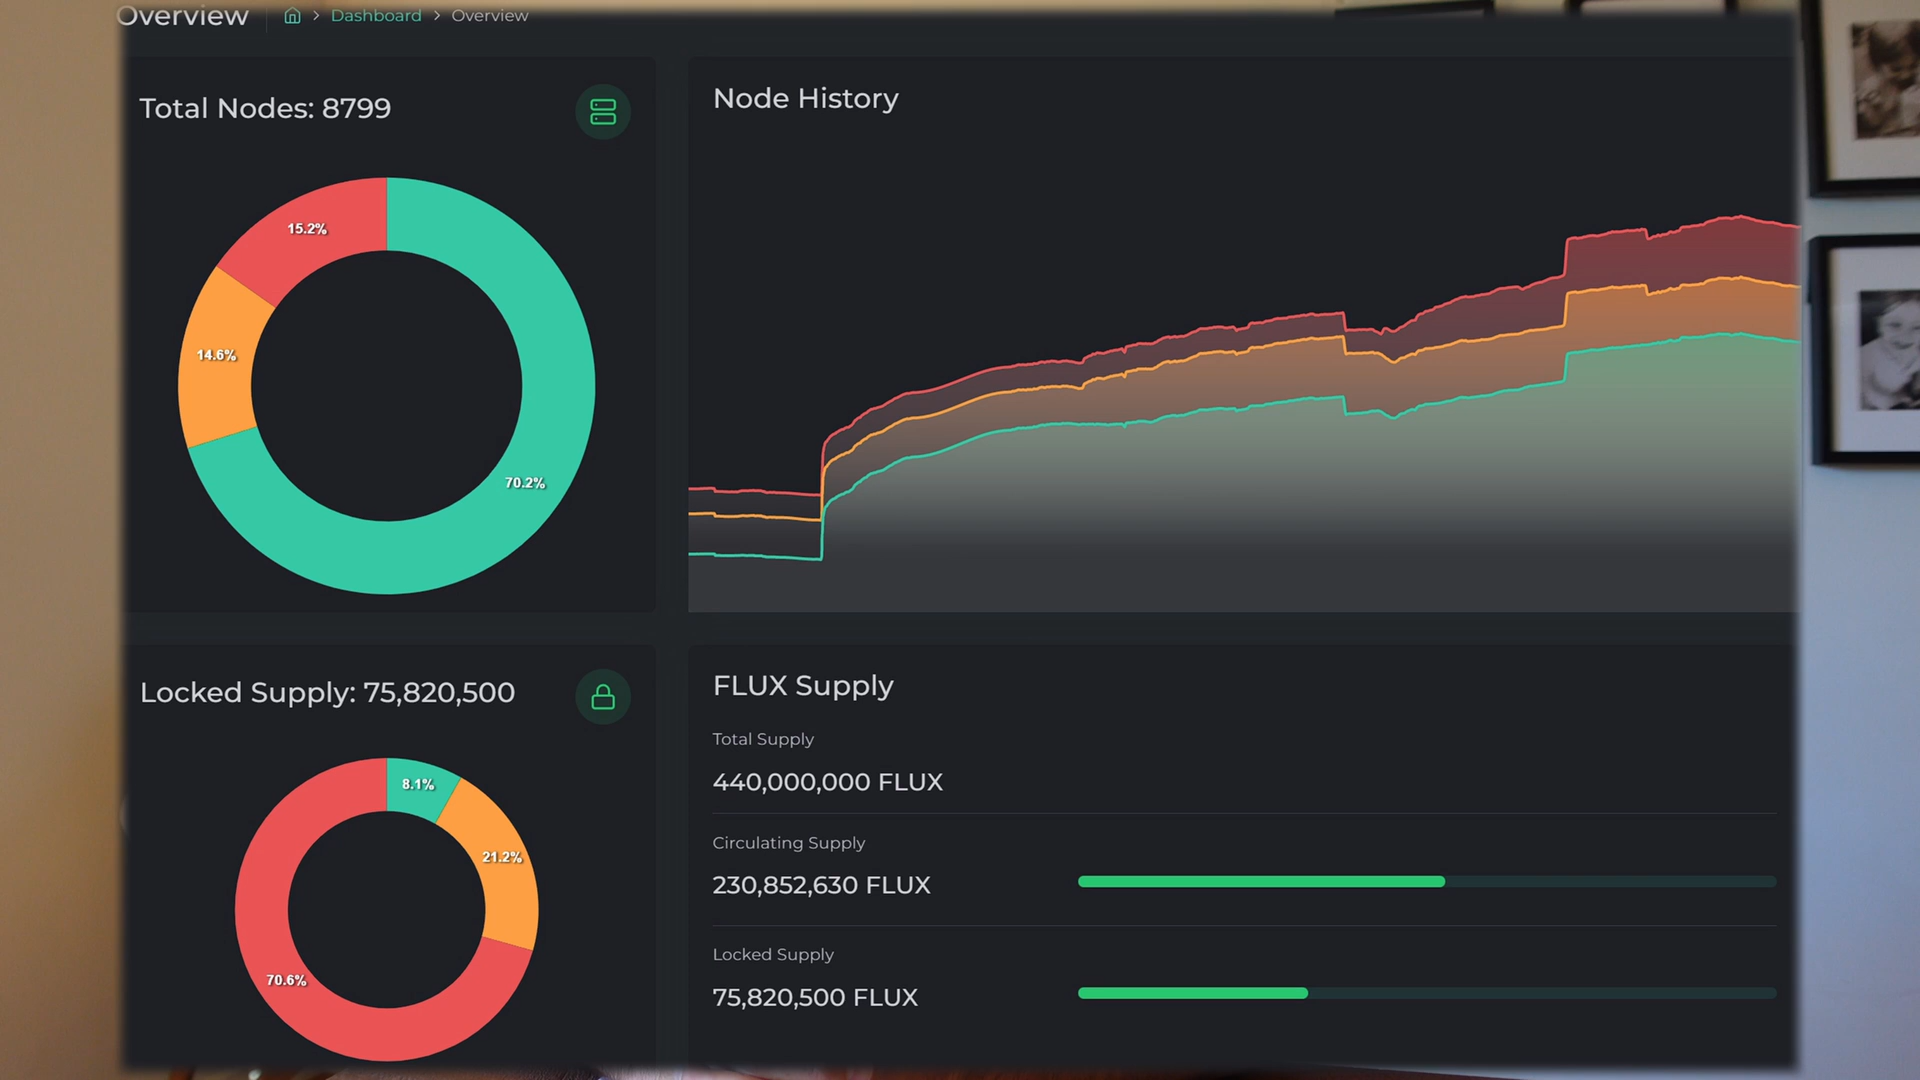 Overview
Dashboard
Overview
Total Nodes: 8799
15.2%
14.6%
70.2%
Node History
Locked Supply: 75,820,500
8.1%
21.2%
70.6%
FLUX Supply
Total Supply
440,000,000 FLUX
Circulating Supply
230,852,630 FLUX
Locked Supply
75,820,500 FLUX